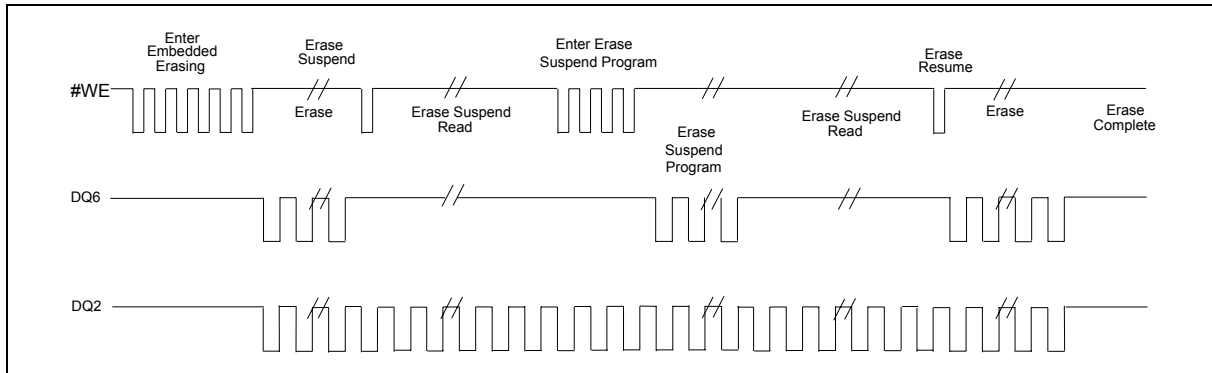 Enter
Embedded
Erasing
Erase
Suspend
Enter Erase
Suspend Program
Erase
Resume
#WE
Erase
Erase Suspend
Read
Erase
Suspend
Program
Erase Suspend
Read
Erase
Erase
Complete
DQ6
DQ2